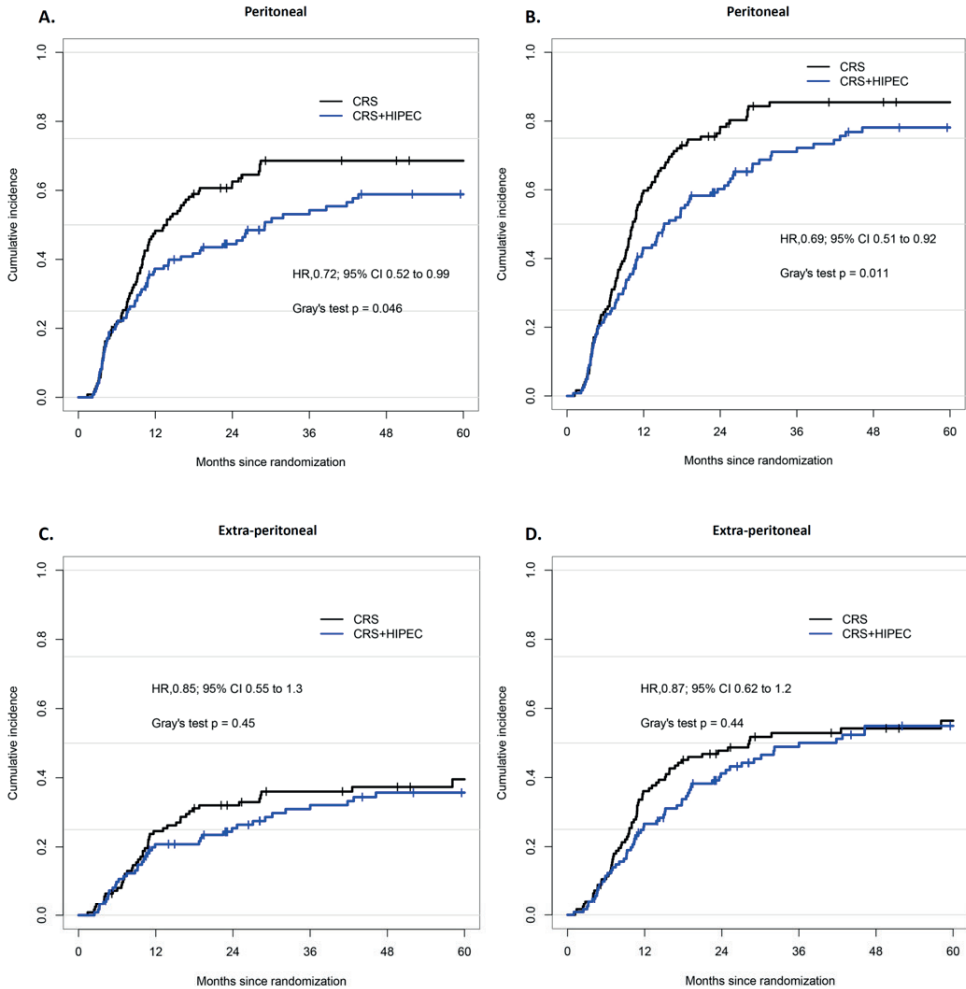 A.
Peritoneal
1.0
0.8
0.6
0.4
0.2
0.0
Cumulative incidence
CRS
CRS+HIPEC
HR,0.72; 95% CI 0.52 to 0.99
Gray's test p = 0.046
0 12 24 36 48 60
Months since randomization
B.
Peritoneal
1.0
0.8
0.6
0.4
0.2
0.0
Cumulative incidence
CRS
CRS+HIPEC
HR,0.69; 95% CI 0.51 to 0.92
Gray's test p = 0.011
0 12 24 36 48 60
Months since randomization
C.
Extra-peritoneal
1.0
0.8
0.6
0.4
0.2
0.0
Cumulative incidence
CRS
CRS+HIPEC
HR,0.85; 95% CI 0.55 to 1.3
Gray's test p = 0.45
0 12 24 36 48 60
Months since randomization
D.
Extra-peritoneal
1.0
0.8
0.6
0.4
0.2
0.0
Cumulative incidence
CRS
CRS+HIPEC
HR,0.87; 95% CI 0.62 to 1.2
Gray's test p = 0.44
0 12 24 36 48 60
Months since randomization